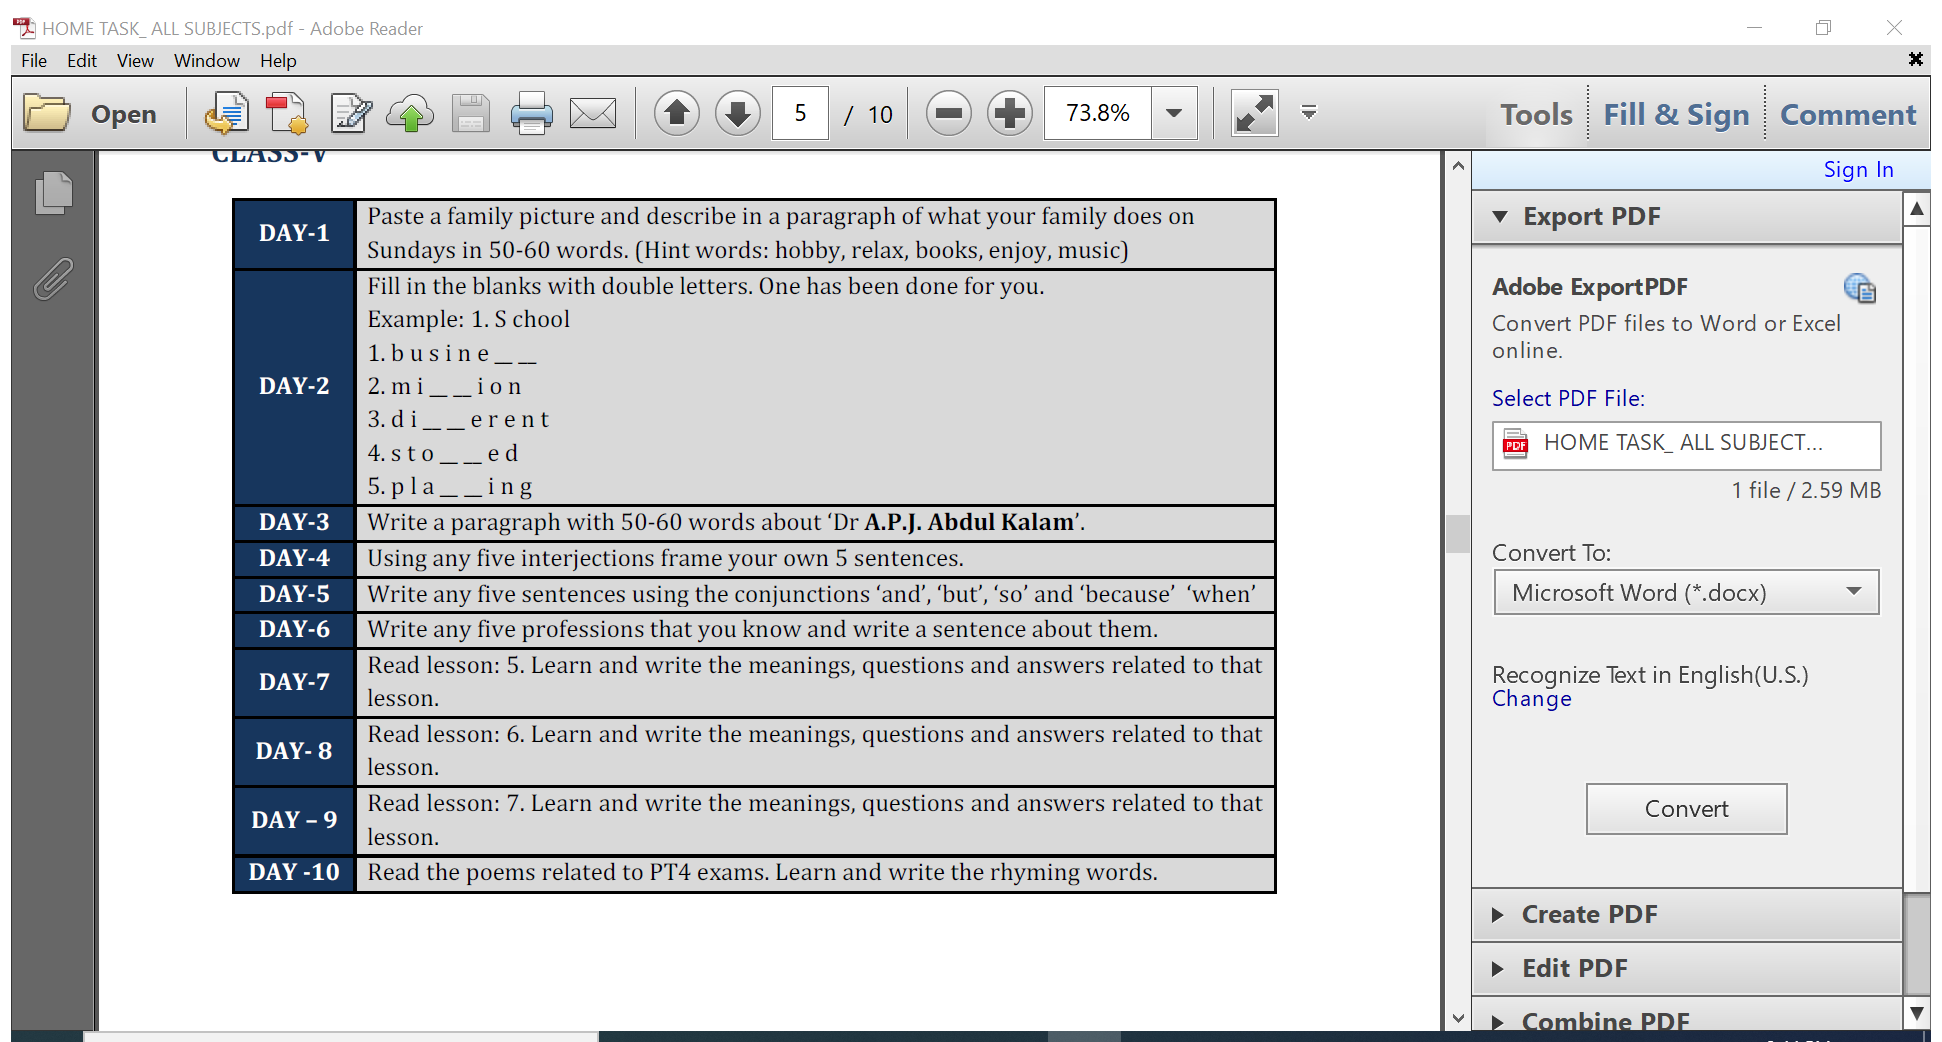 HOME TASK_ ALL SUBJECTS.pdf - Adobe Reader
File Edit View Window Help
Open 5 / 10 73.8% Tools Fill & Sign Comment
CLASS-V
DAY-1 Paste a family picture and describe in a paragraph of what your family does on
Sundays in 50-60 words. (Hint words: hobby, relax, books, enjoy, music)
DAY-2 Fill in the blanks with double letters. One has been done for you.
Example: 1. S chool
1. b u s i n e __ __
2. m i __ __ i o n
3. d i __ __ e r e n t
4. s t o __ __ e d
5. p l a __ __ i n g
DAY-3 Write a paragraph with 50-60 words about ‘Dr A.P.J. Abdul Kalam’.
DAY-4 Using any five interjections frame your own 5 sentences.
DAY-5 Write any five sentences using the conjunctions ‘and’, ‘but’, ‘so’ and ‘because’ ‘when’
DAY-6 Write any five professions that you know and write a sentence about them.
DAY-7 Read lesson: 5. Learn and write the meanings, questions and answers related to that
lesson.
DAY- 8 Read lesson: 6. Learn and write the meanings, questions and answers related to that
lesson.
DAY – 9 Read lesson: 7. Learn and write the meanings, questions and answers related to that
lesson.
DAY -10 Read the poems related to PT4 exams. Learn and write the rhyming words.
Sign In
Export PDF
Adobe ExportPDF
Convert PDF files to Word or Excel
online.
Select PDF File:
PDF HOME TASK_ ALL SUBJECT...
1 file / 2.59 MB
Convert To:
Microsoft Word (*.docx)
Recognize Text in English(U.S.)
Change
Convert
Create PDF
Edit PDF
Combine PDF